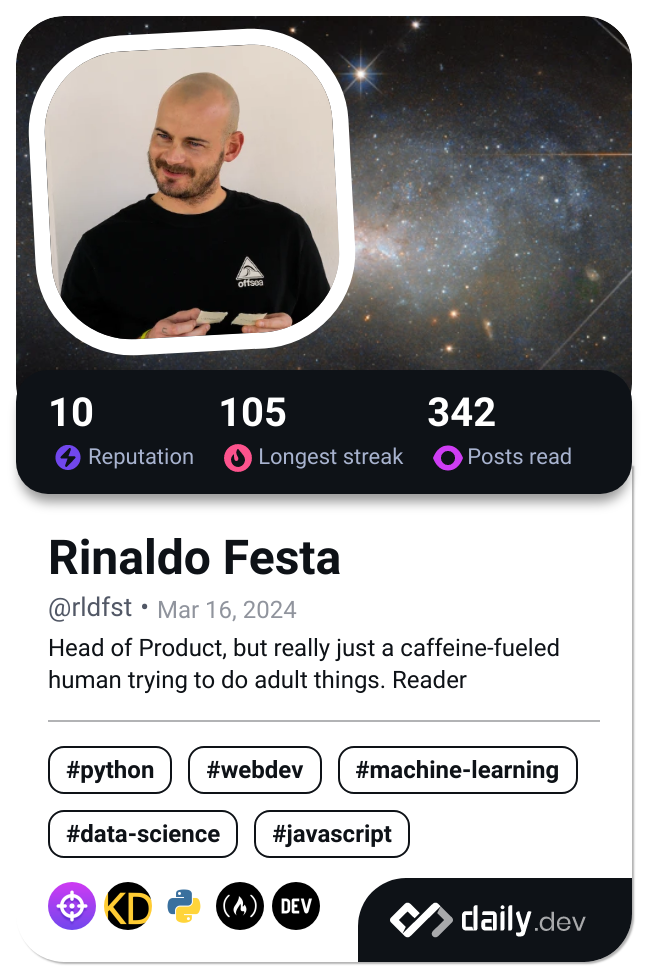 offsea
10 105 342
Reputation Longest streak Posts read
Rinaldo Festa
@rldfst • Mar 16, 2024
Head of Product, but really just a caffeine-fueled
human trying to do adult things. Reader
#python #webdev #machine-learning
#data-science #javascript
KD DEV daily.dev